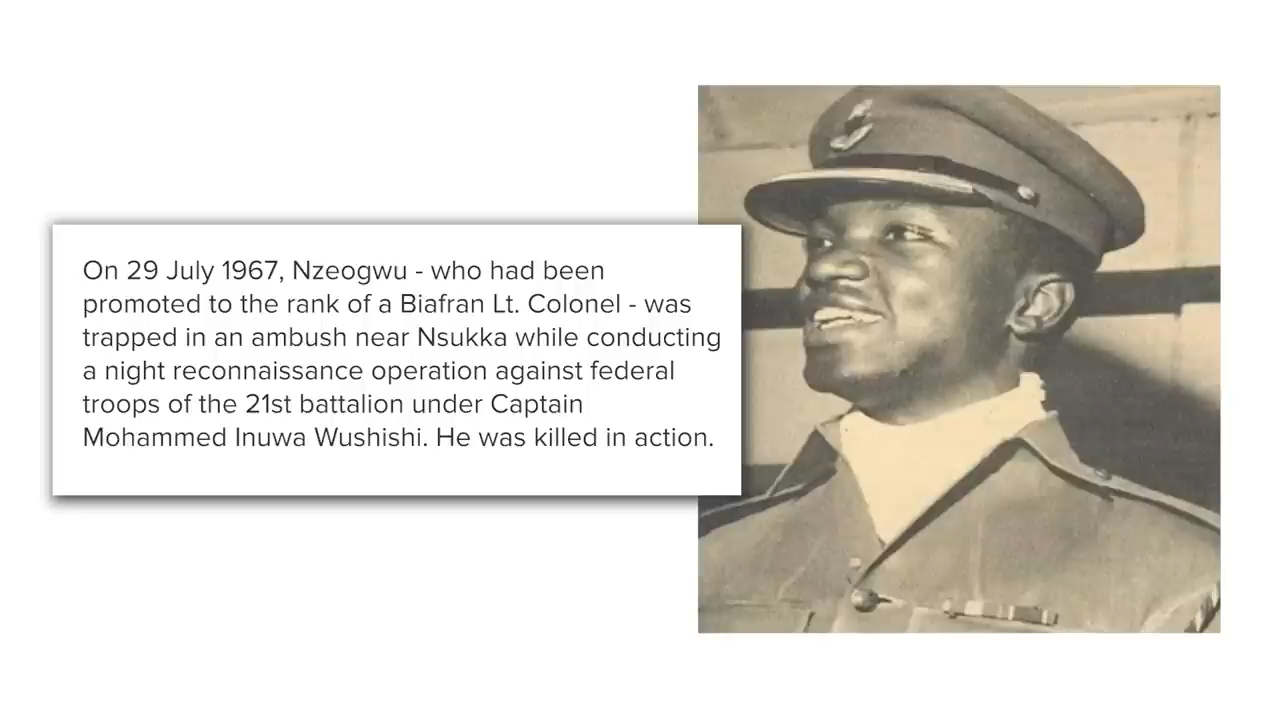 On 29 July 1967, Nzeogwu - who had been
promoted to the rank of a Biafran Lt. Colonel - was
trapped in an ambush near Nsukka while conducting
a night reconnaissance operation against federal
troops of the 21st battalion under Captain
Mohammed Inuwa Wushishi. He was killed in action.